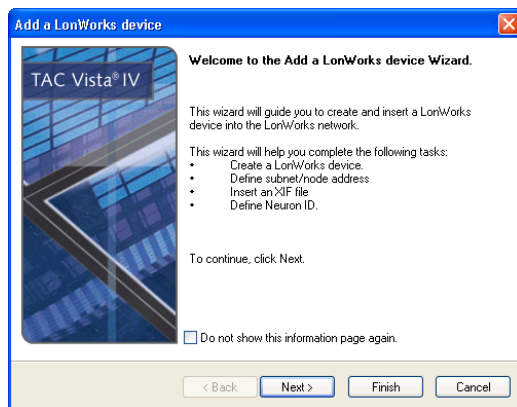 Add a LonWorks device
TAC Vista® IV
Welcome to the Add a LonWorks device Wizard.
This wizard will guide you to create and insert a LonWorks
device into the LonWorks network.
This wizard will help you complete the following tasks:
• Create a LonWorks device.
• Define subnet/node address
• Insert an XIF file
• Define Neuron ID.
To continue, click Next.
Do not show this information page again.
< Back Next > Finish Cancel